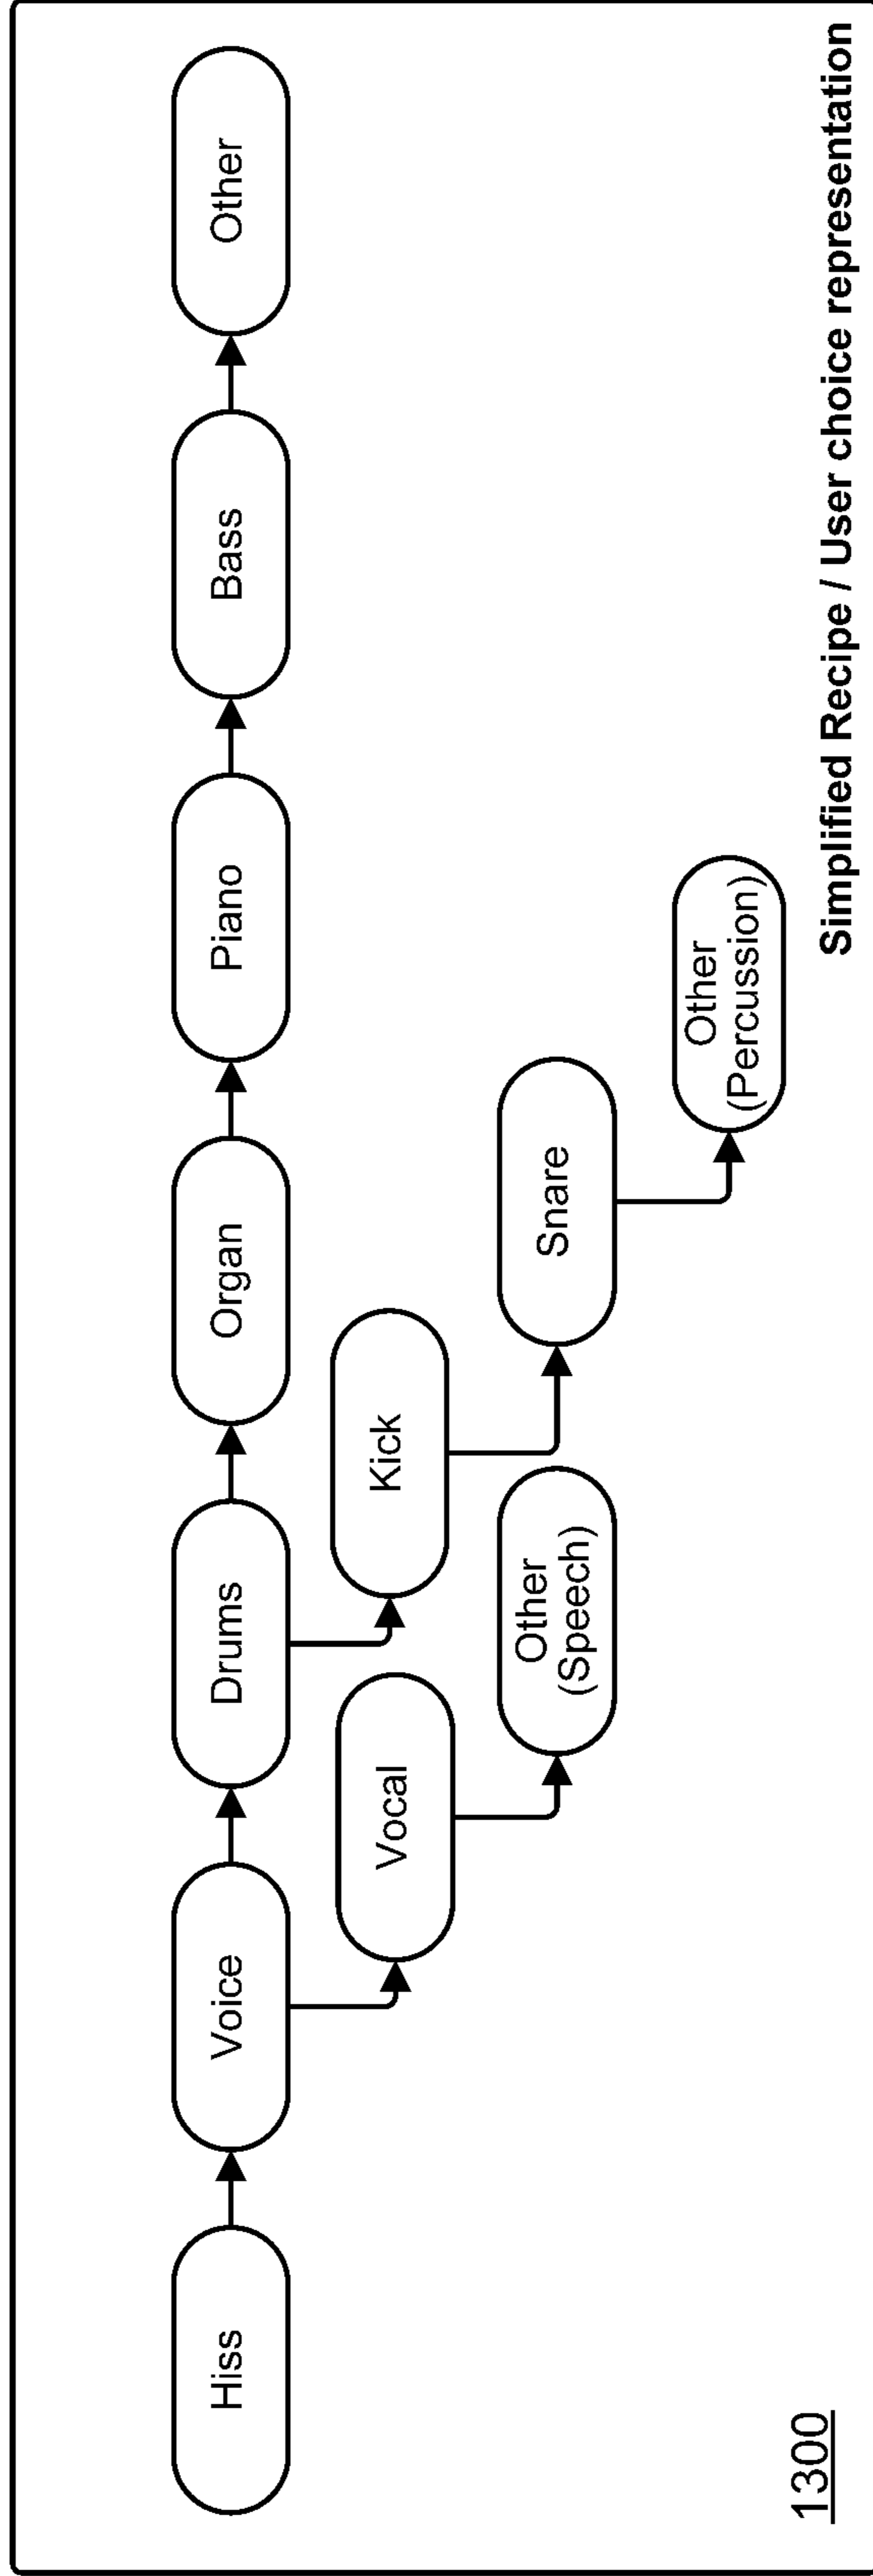 Hiss
Voice
Drums
Organ
Piano
Bass
Other
Vocal
Kick
Other
(Speech)
Snare
Other
(Percussion)
1300
Simplified Recipe / User choice representation